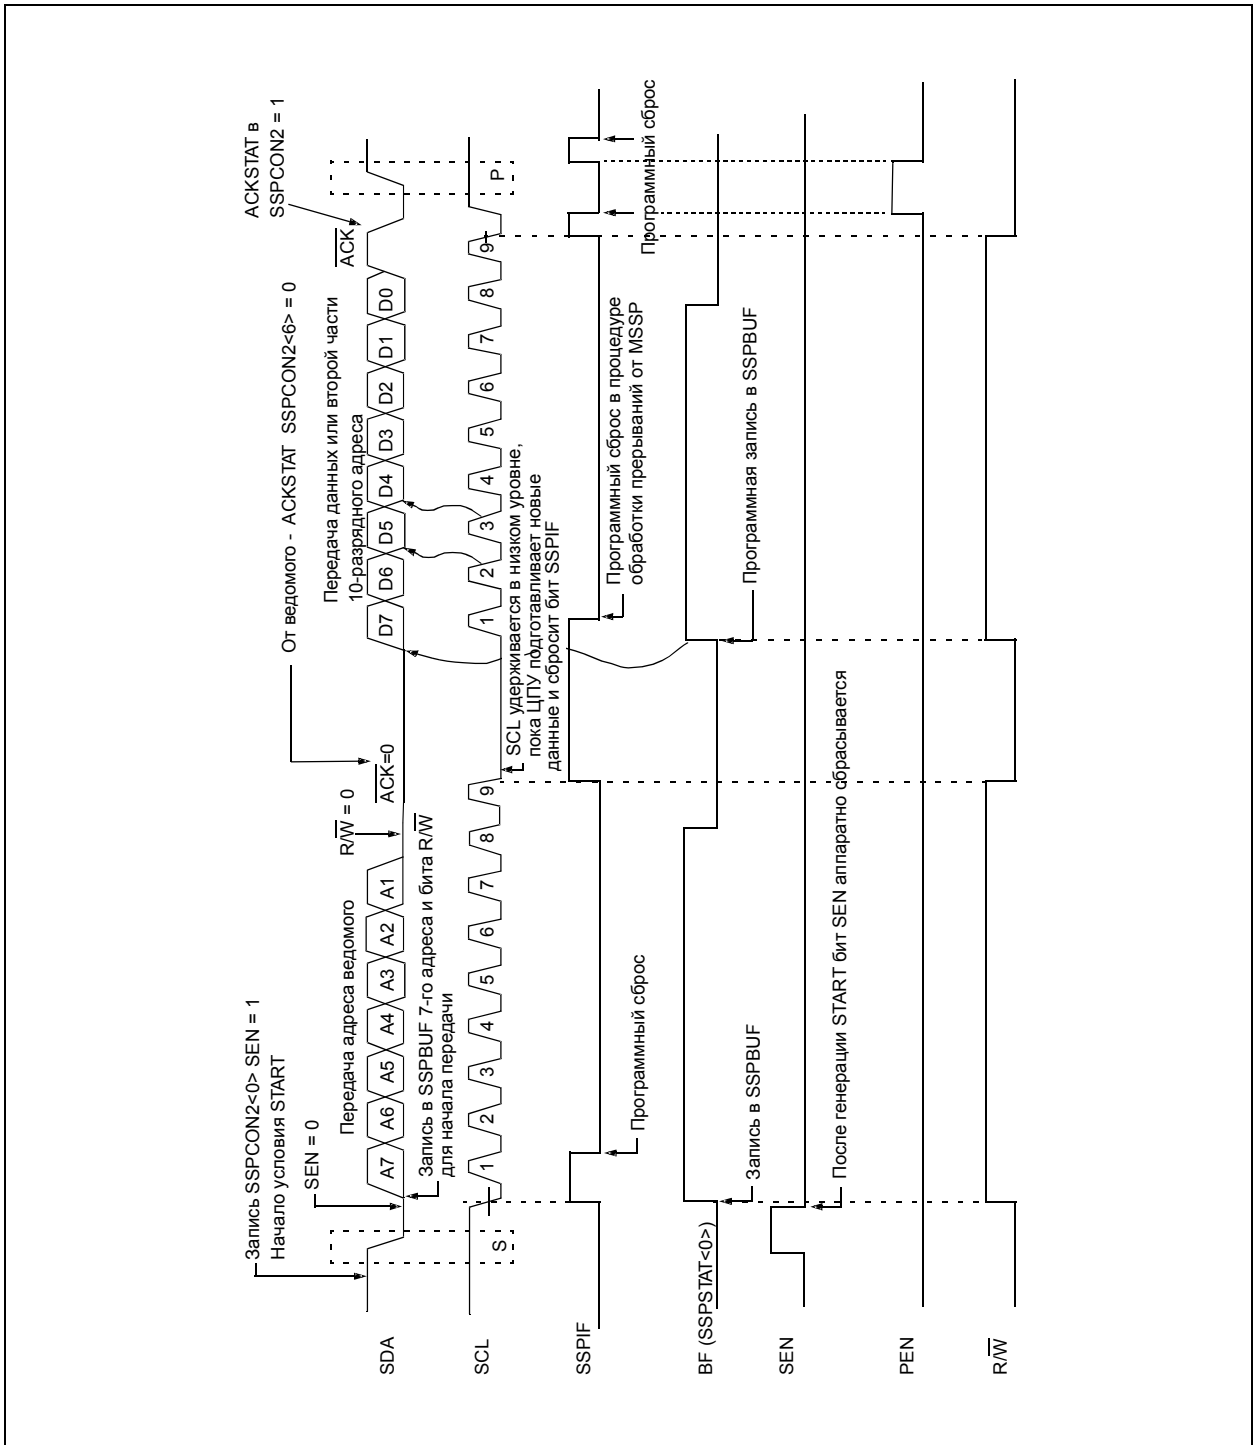 Запись SSPCON2<0> SEN = 1
Начало условия START
SEN = 0
Передача адреса ведомого
R/W = 0
От ведомого - ACKSTAT SSPCON2<6> = 0
ACK=0
Передача данных или второй части
10-разрядного адреса
ACK
ACKSTAT в
SSPCON2 = 1
SDA
A7 A6 A5 A4 A3 A2 A1
D7 D6 D5 D4 D3 D2 D1 D0
Запись в SSPBUF 7-го адреса и бита R/W
для начала передачи
SCL
S
1 2 3 4 5 6 7 8 9
1 2 3 4 5 6 7 8 9
P
SCL удерживается в низком уровне,
пока ЦПУ подготавливает новые
данные и сбросит бит SSPIF
SSPIF
Программный сброс
Программный сброс в процедуре
обработки прерываний от MSSP
Программный сброс
BF (SSPSTAT<0>)
Запись в SSPBUF
Програмная запись в SSPBUF
SEN
После генерации START бит SEN аппаратно сбрасывается
PEN
R/W